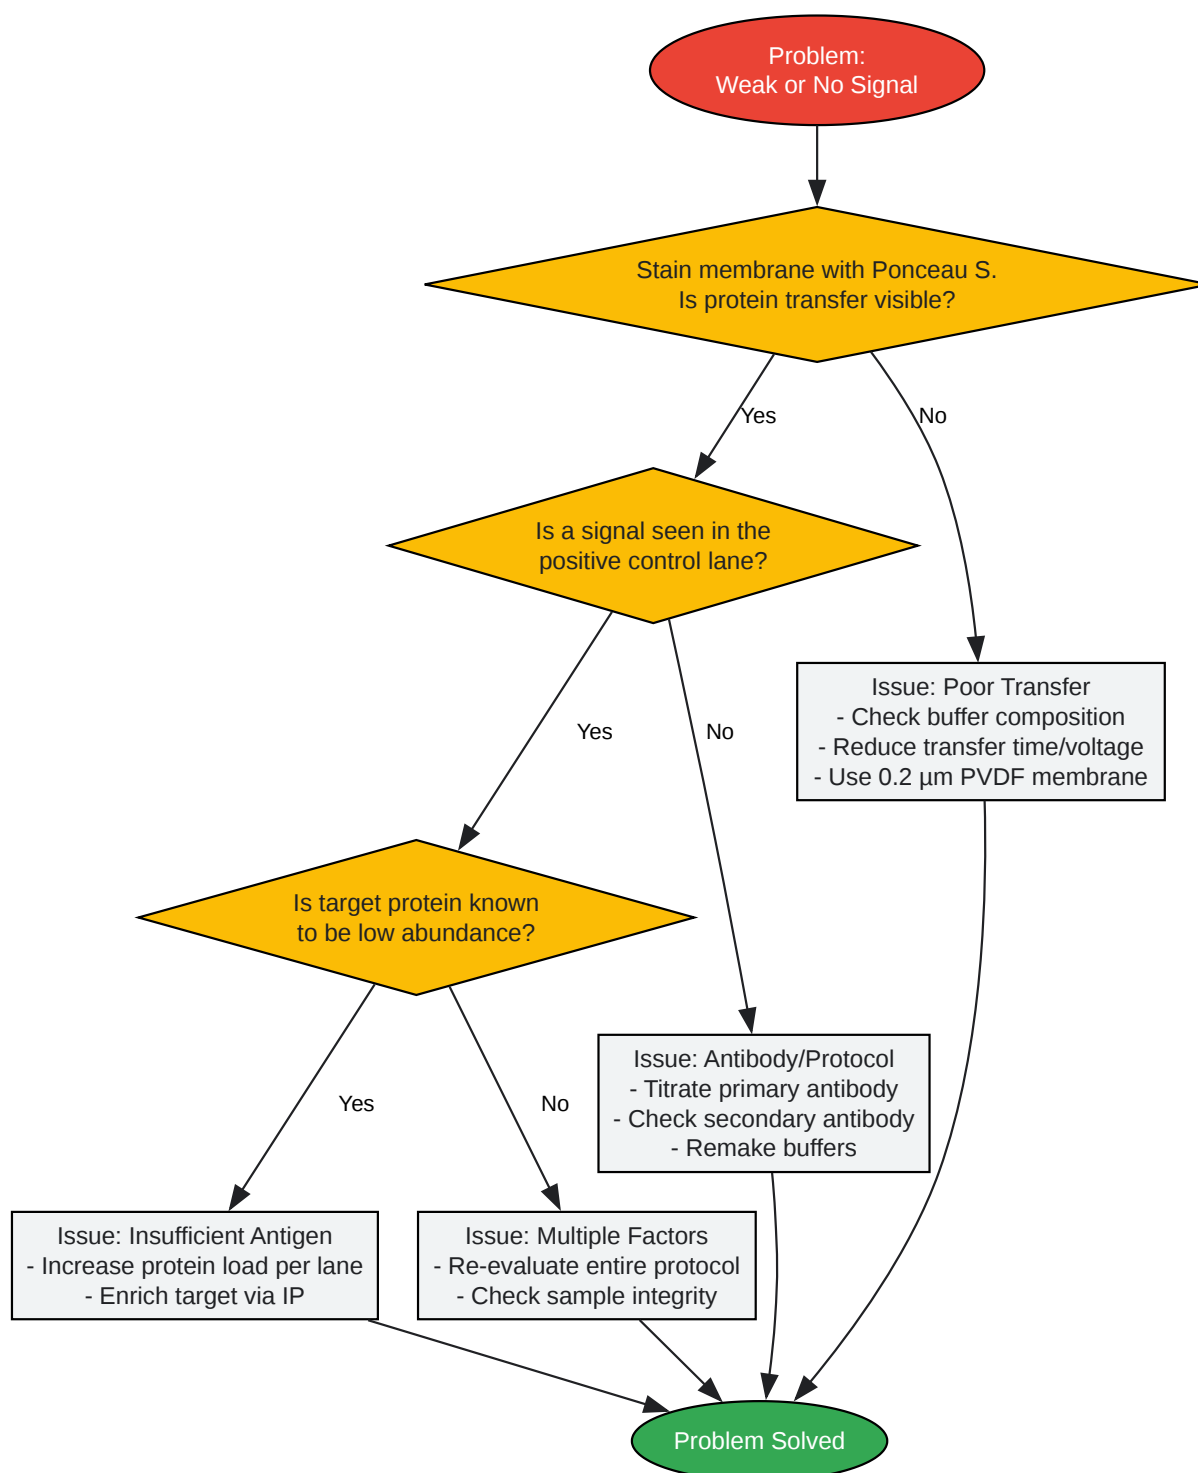 Problem:
Weak or No Signal
Stain membrane with Ponceau S.
Is protein transfer visible?
Yes
No
Is a signal seen in the
positive control lane?
Yes
No
Issue: Poor Transfer
- Check buffer composition
- Reduce transfer time/voltage
- Use 0.2 µm PVDF membrane
Is target protein known
to be low abundance?
Yes
No
Issue: Antibody/Protocol
- Titrate primary antibody
- Check secondary antibody
- Remake buffers
Issue: Insufficient Antigen
- Increase protein load per lane
- Enrich target via IP
Issue: Multiple Factors
- Re-evaluate entire protocol
- Check sample integrity
Problem Solved